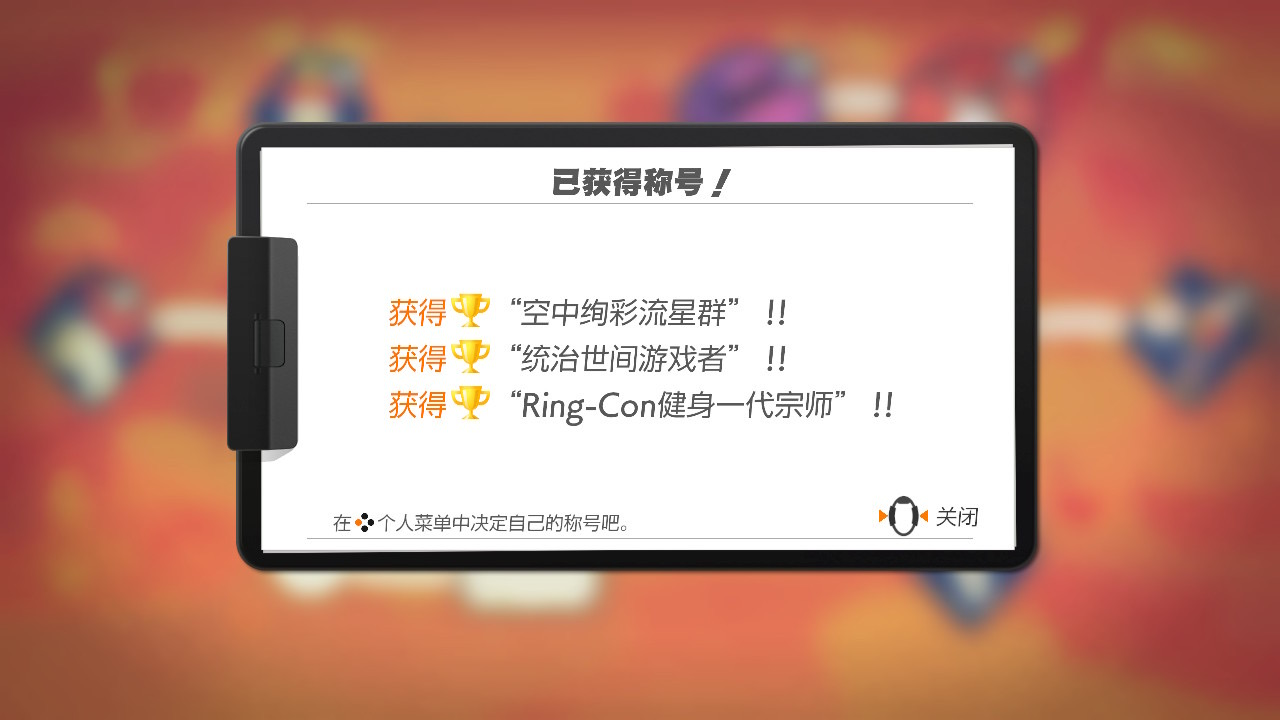 已获得称号！
获得 “空中绚彩流星群” !!
获得 “统治世间游戏者” !!
获得 “Ring-Con健身一代宗师” !!
在 个人菜单中决定自己的称号吧。
关闭